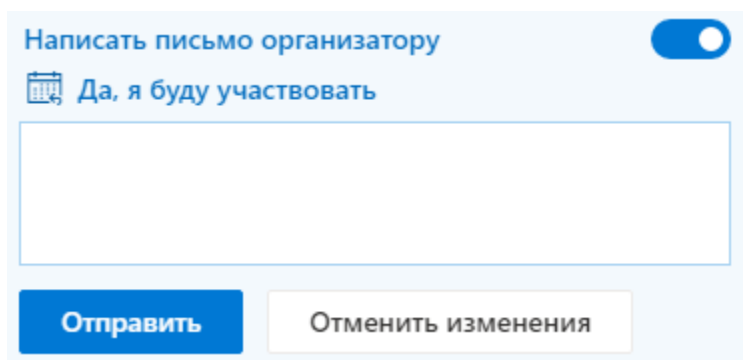 Написать письмо организатору
Да, я буду участвовать
Отправить
Отменить изменения